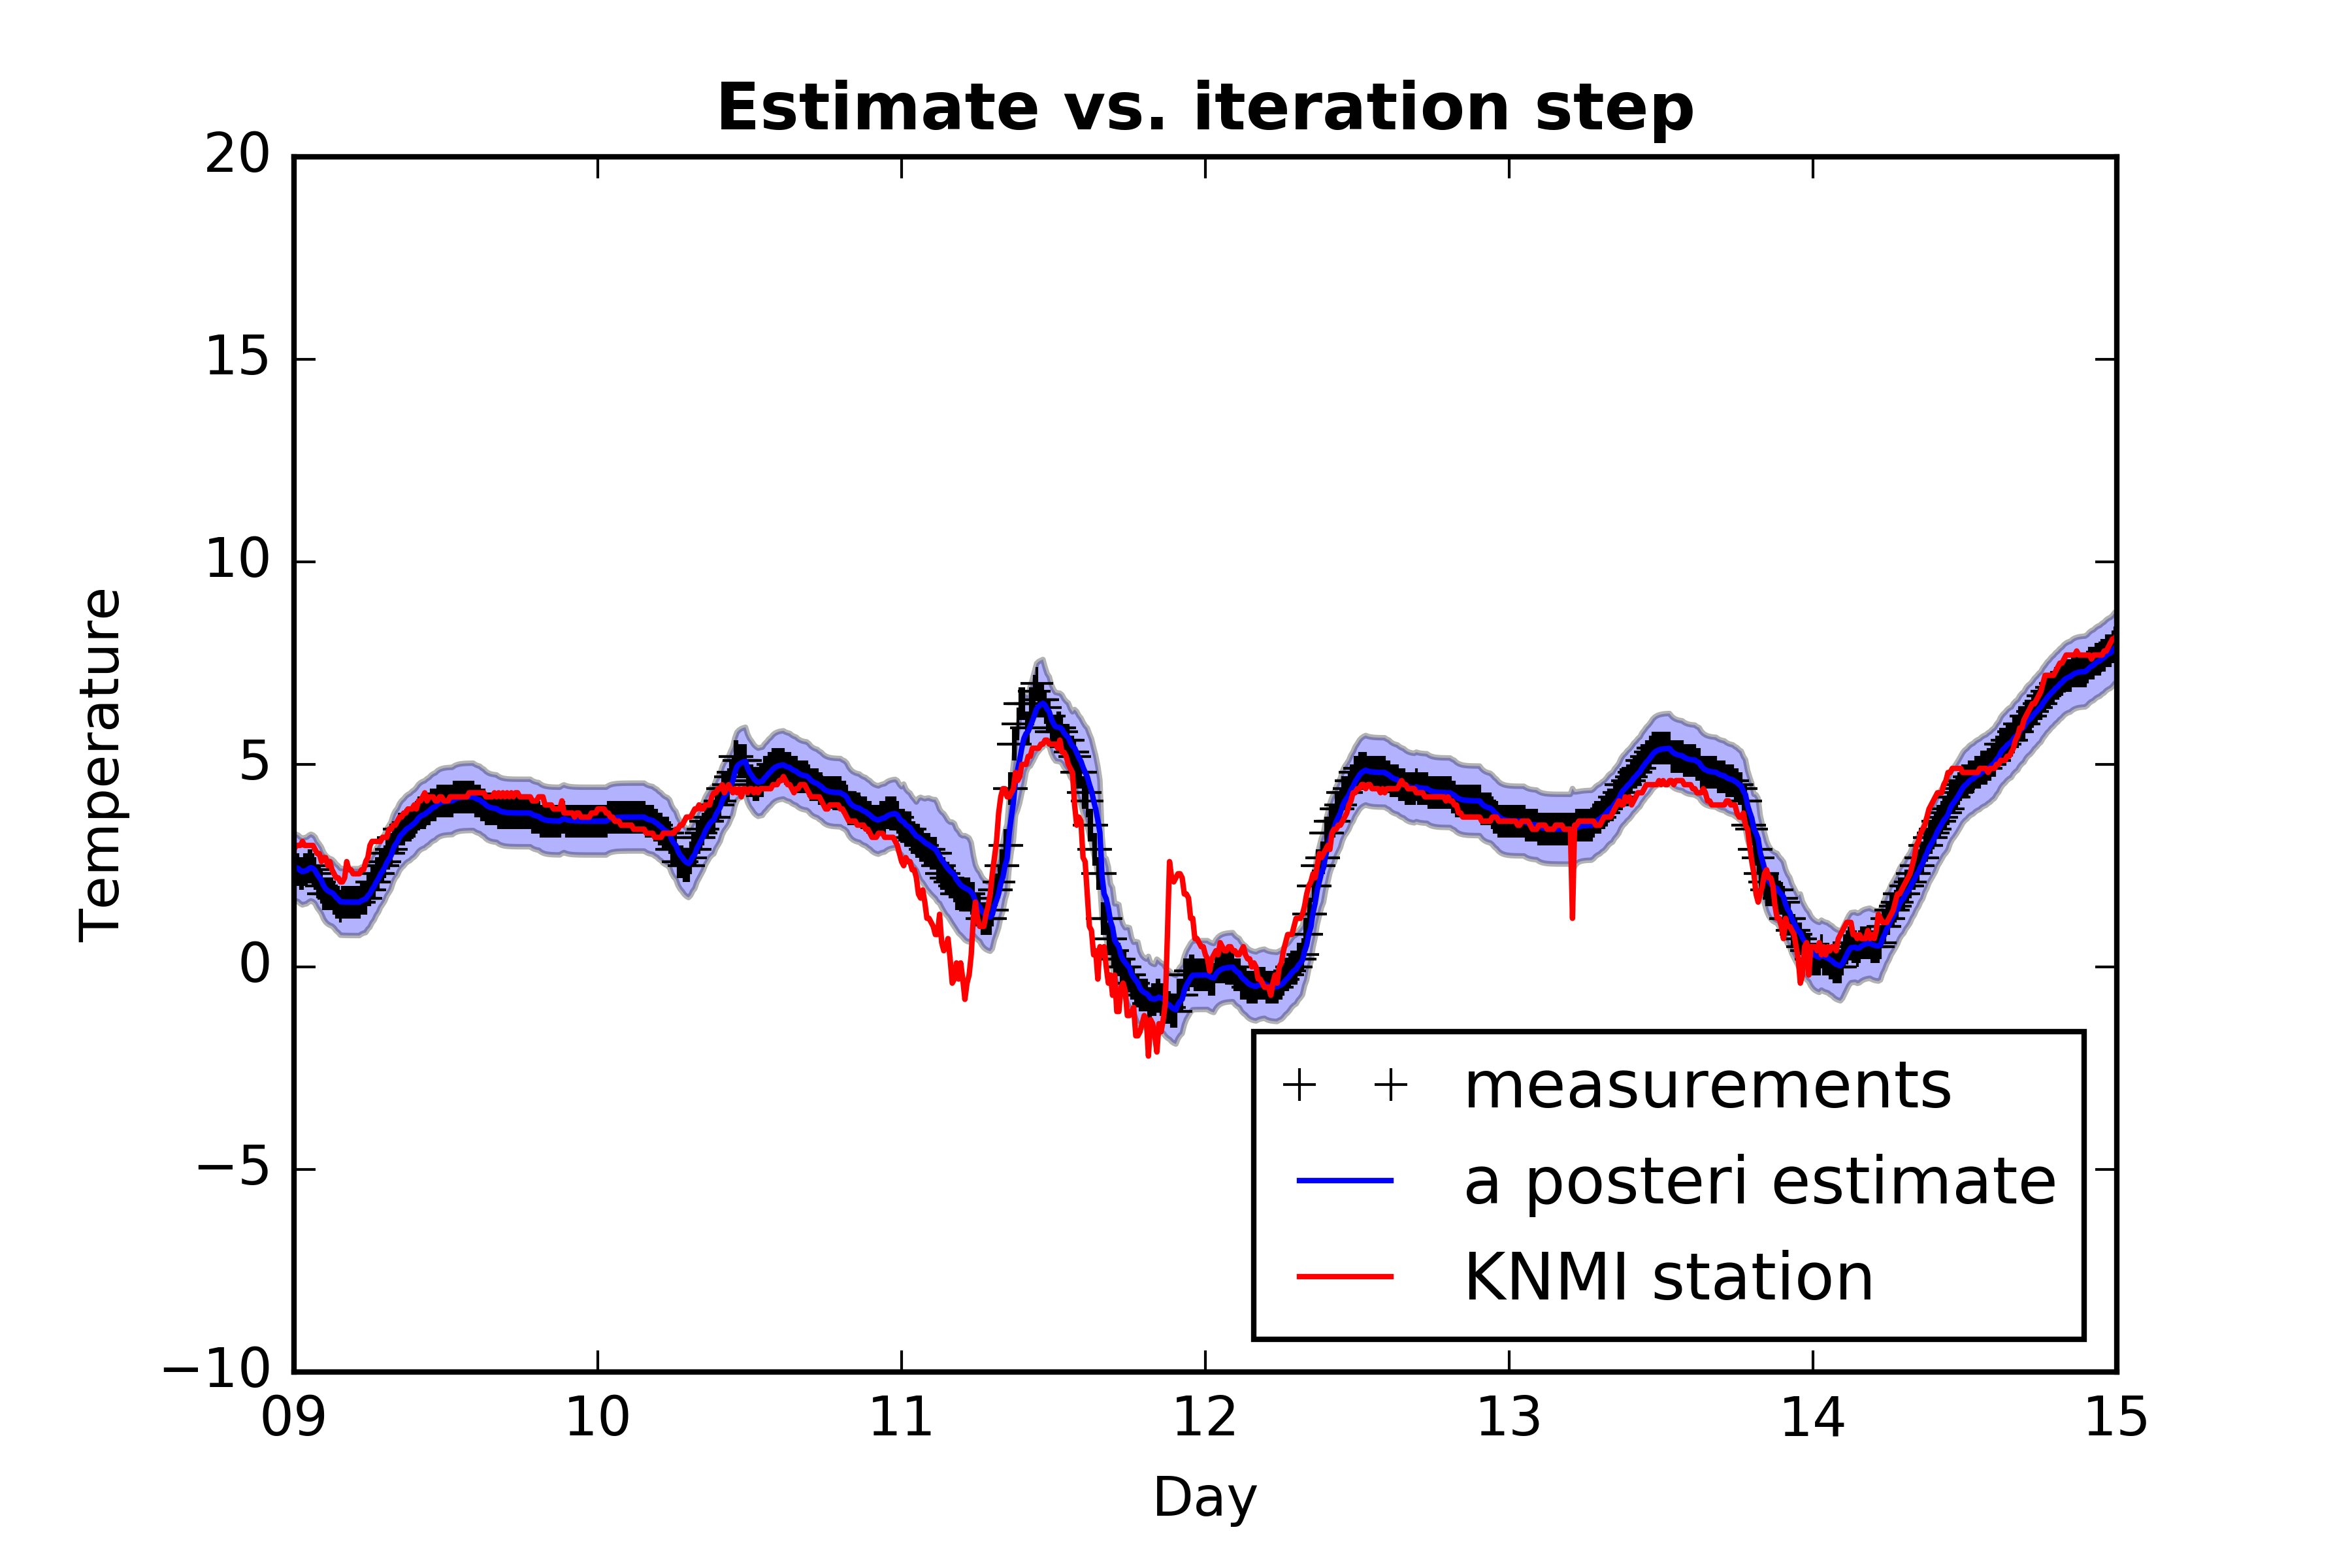 Estimate vs. iteration step
20
15
10
5
0
−5
−10
Temperature
09 10 11 12 13 14 15
Day
measurements
a posteri estimate
KNMI station